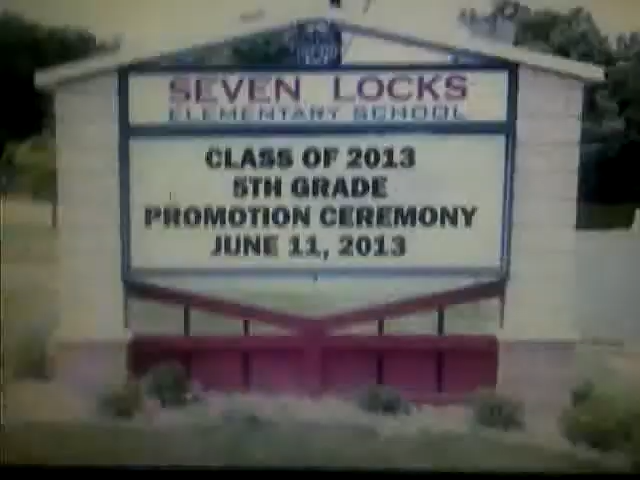 SEVEN LOCKS
ELEMENTARY SCHOOL
CLASS OF 2013
5TH GRADE
PROMOTION CEREMONY
JUNE 11, 2013